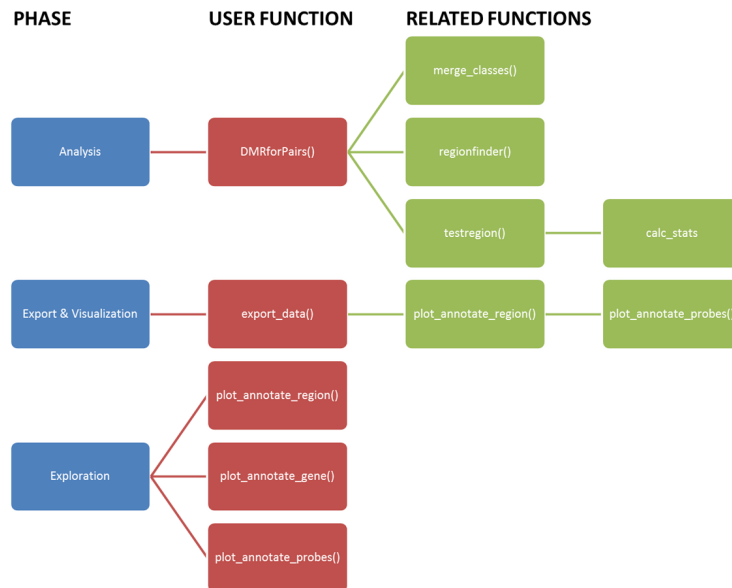 PHASE USER FUNCTION RELATED FUNCTIONS
merge_classes()
Analysis DMRforPairs() regionfinder()
testregion() calc_stats
Export & Visualization export_data() plot_annotate_region() plot_annotate_probes()
plot_annotate_region()
Exploration plot_annotate_gene()
plot_annotate_probes()